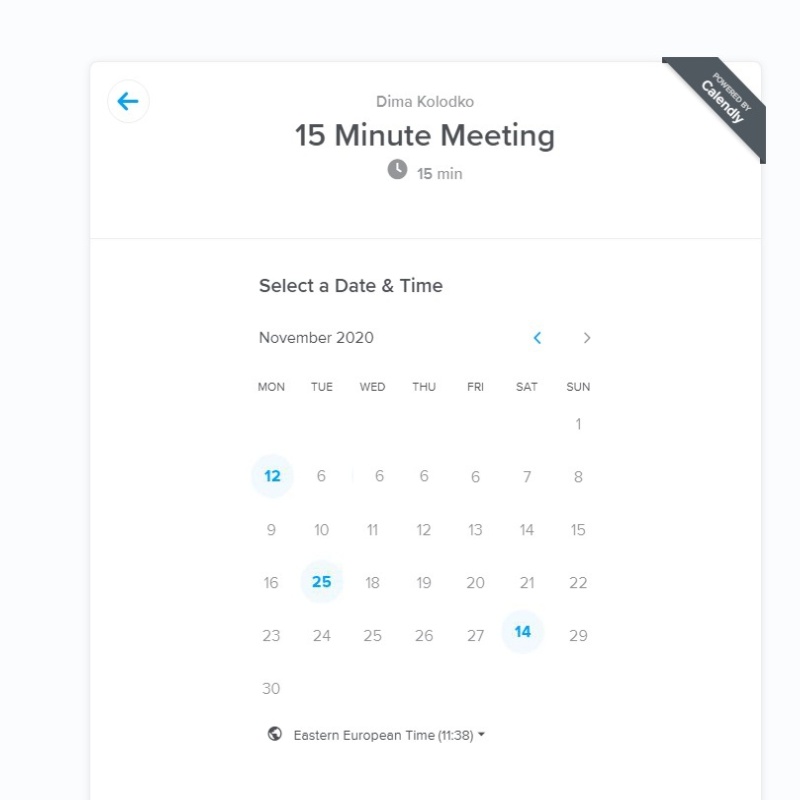 POWERED BY
Calendly
Dima Kolodko
15 Minute Meeting
15 min
Select a Date & Time
November 2020
MON TUE WED THU FRI SAT SUN
1
12 6 6 6 6 7 8
9 10 11 12 13 14 15
16 25 18 19 20 21 22
23 24 25 26 27 14 29
30
Eastern European Time (11:38)